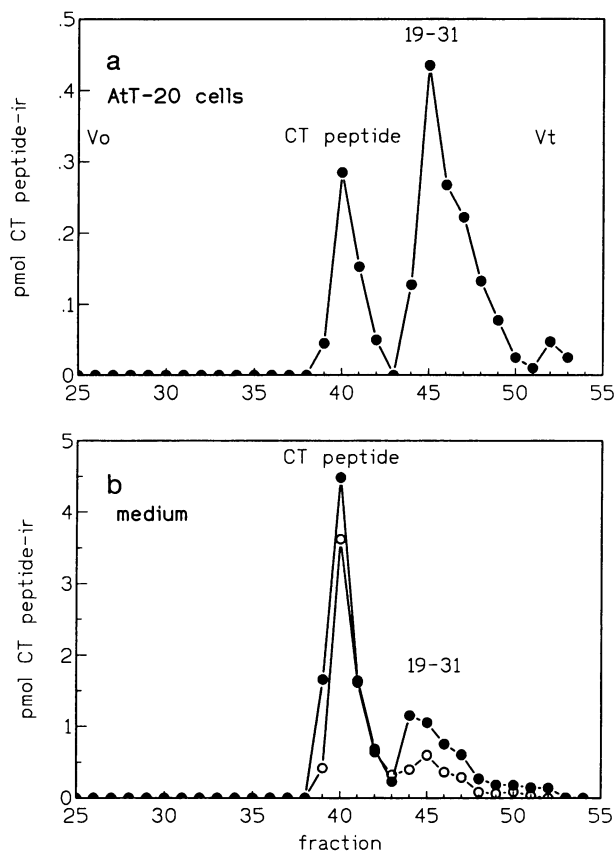 .5
19-31
a
AtT-20 cells
.4
.3
Vo
CT peptide
Vt
.2
.1
0
pmol CT peptide-ir
25 30 35 40 45 50 55
5
CT peptide
b
medium
4
3
2
19-31
1
0
pmol CT peptide-ir
25 30 35 40 45 50 55
fraction